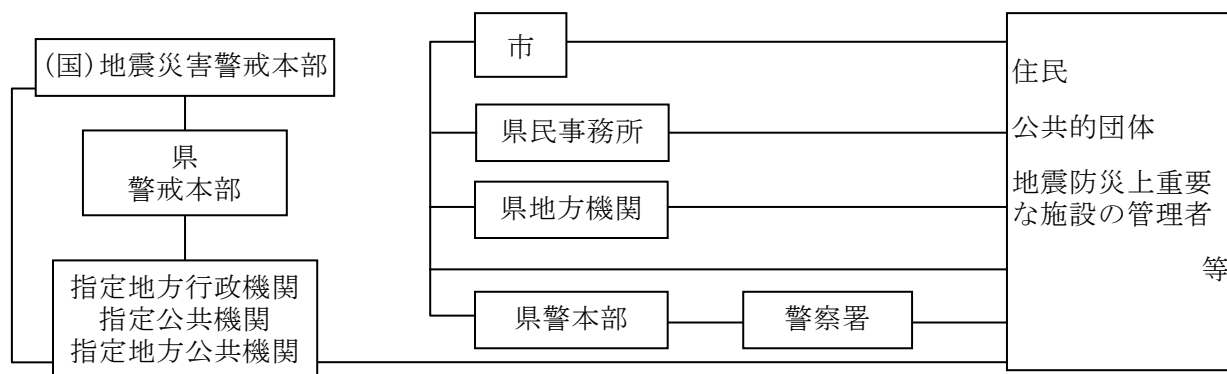 (国)地震災害警戒本部
県
警戒本部
指定地方行政機関
指定公共機関
指定地方公共機関
市
県民事務所
県地方機関
県警本部
警察署
住民
公共的団体
地震防災上重要
な施設の管理者
等